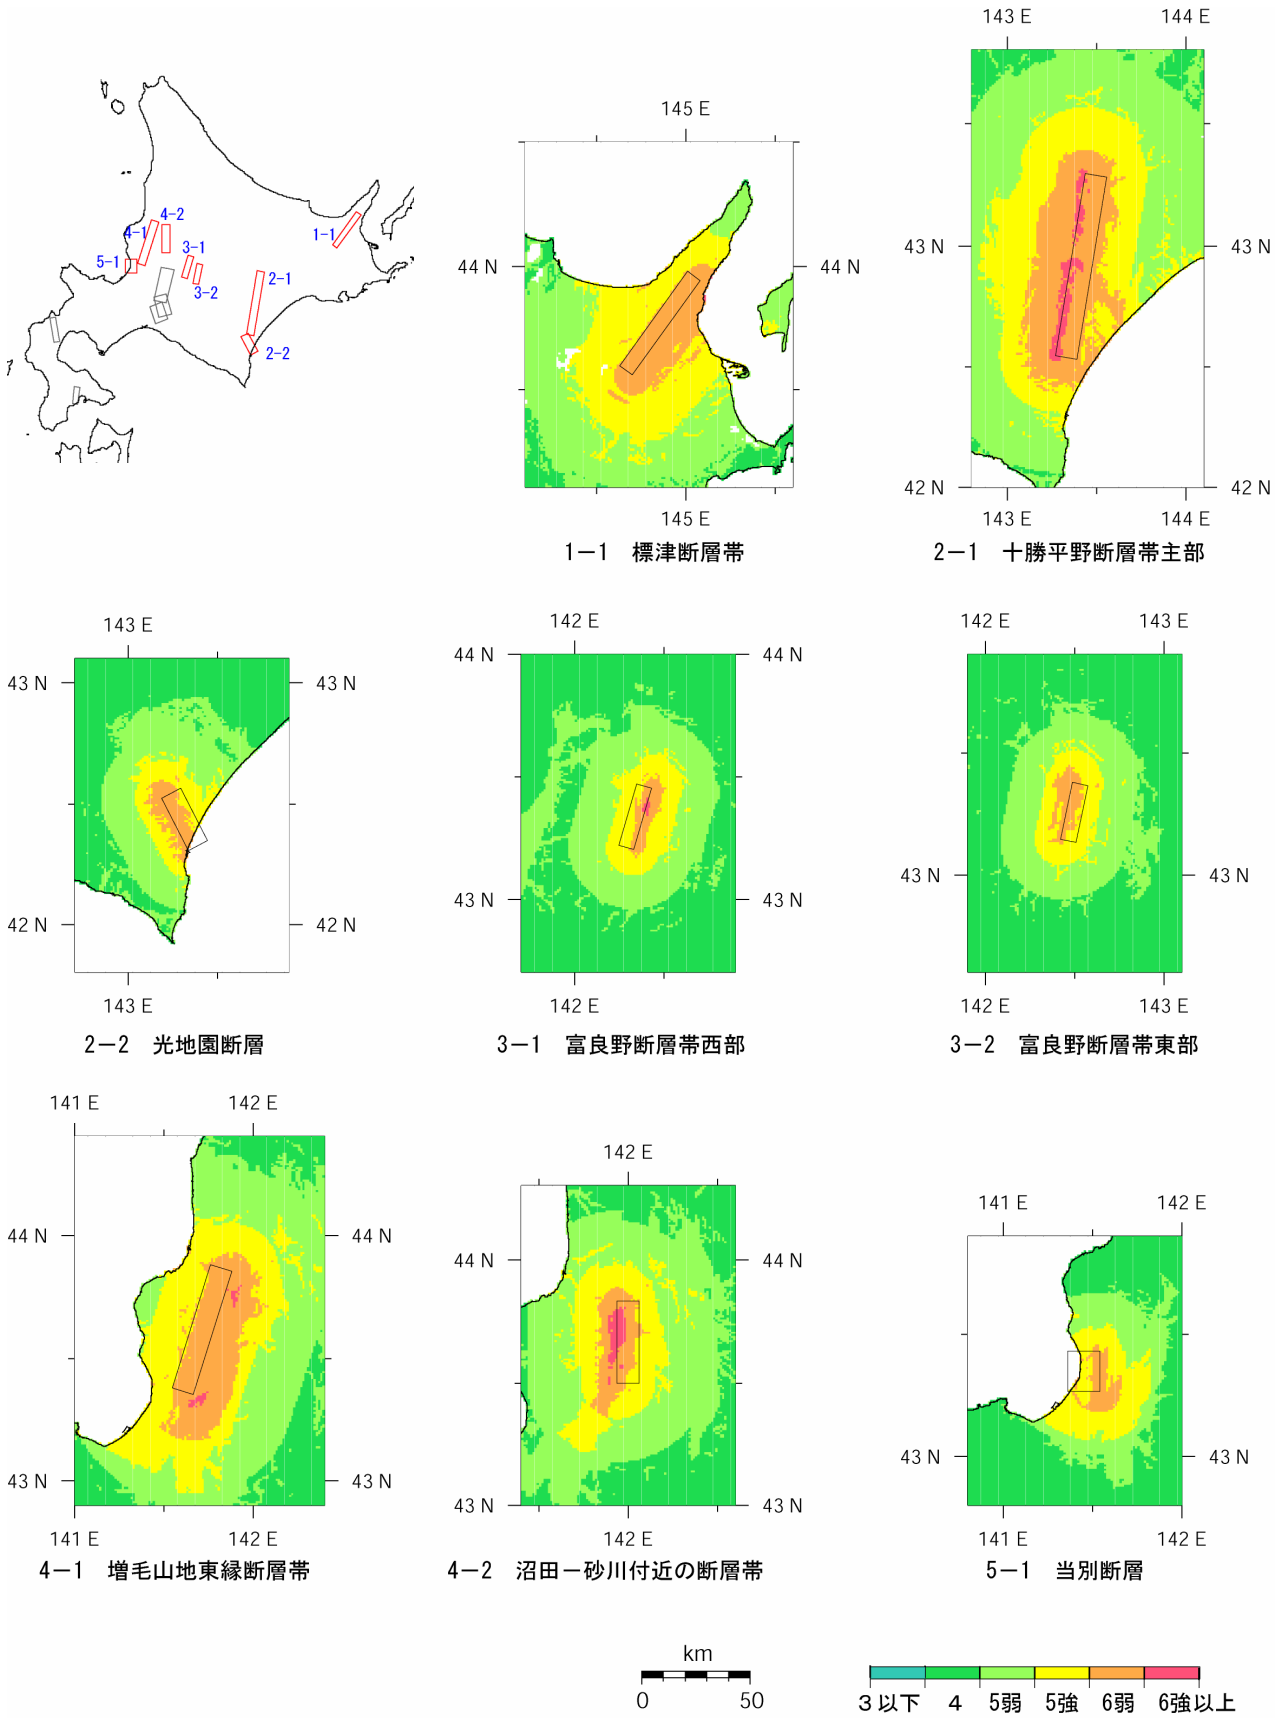 143 E 144 E
145 E
4-2
4-1
3-1
1-1
5-1
2-1
3-2
2-2
43 N 43 N
44 N 44 N
42 N 42 N
145 E
143 E 144 E
1－1 標津断層帯
2－1 十勝平野断層帯主部
143 E
142 E
142 E 143 E
43 N 43 N
44 N 44 N
43 N 43 N
43 N 43 N
42 N 42 N
143 E
142 E
142 E 143 E
2－2 光地園断層
3－1 富良野断層帯西部
3－2 富良野断層帯東部
141 E 142 E
142 E
141 E 142 E
44 N 44 N
44 N 44 N
43 N 43 N
43 N 43 N
43 N 43 N
141 E 142 E
142 E
141 E 142 E
4－1 増毛山地東縁断層帯
4－2 沼田－砂川付近の断層帯
5－1 当別断層
km
0 50
3以下 4 5弱 5強 6弱 6強以上